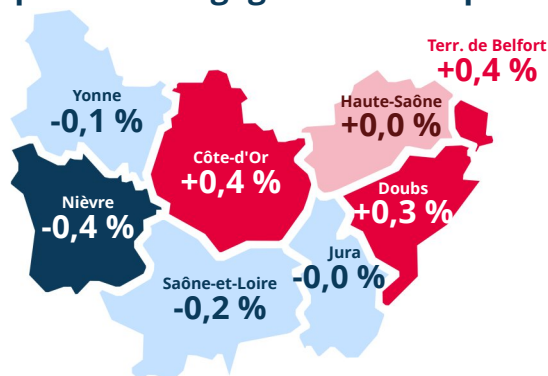 Terr. de Belfort
+0,4 %
Yonne
-0,1 %
Haute-Saône
+0,0 %
Côte-d'Or
+0,4 %
Nièvre
-0,4 %
Doubs
+0,3 %
Jura
-0,0 %
Saône-et-Loire
-0,2 %